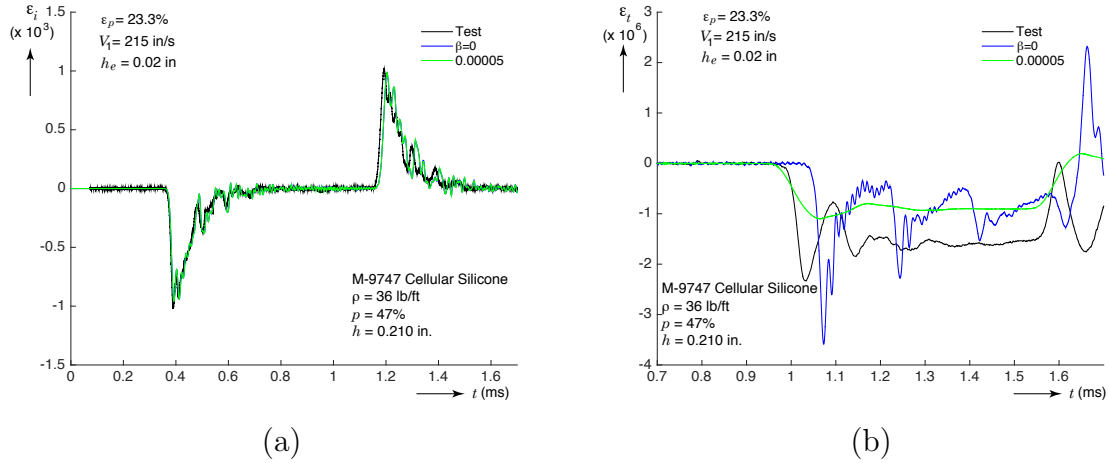 ε_i
(x 10³)
ε_p = 23.3%
V_1 = 215 in/s
h_e = 0.02 in
Test
β=0
0.00005
1.5
1
0.5
0
-0.5
-1
-1.5
M-9747 Cellular Silicone
ρ = 36 lb/ft
p = 47%
h = 0.210 in.
0 0.2 0.4 0.6 0.8 1.0 1.2 1.4 1.6
t (ms)
(a)
ε_t
(x 10⁶)
ε_p = 23.3%
V_1 = 215 in/s
h_e = 0.02 in
Test
β=0
0.00005
3
2
1
0
-1
-2
-3
-4
M-9747 Cellular Silicone
ρ = 36 lb/ft
p = 47%
h = 0.210 in.
0.7 0.8 0.9 1 1.1 1.2 1.3 1.4 1.5 1.6
t (ms)
(b)